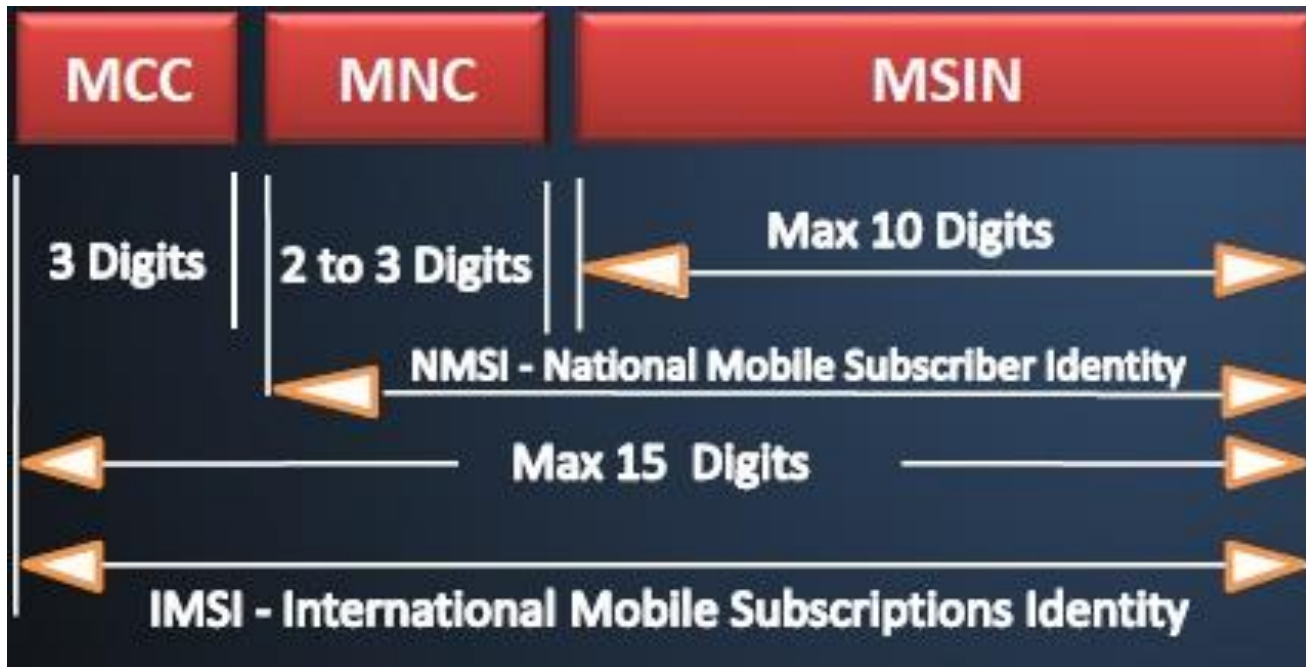 MCC MNC MSIN
3 Digits 2 to 3 Digits Max 10 Digits
NMSI - National Mobile Subscriber Identity
Max 15 Digits
IMSI - International Mobile Subscriptions Identity